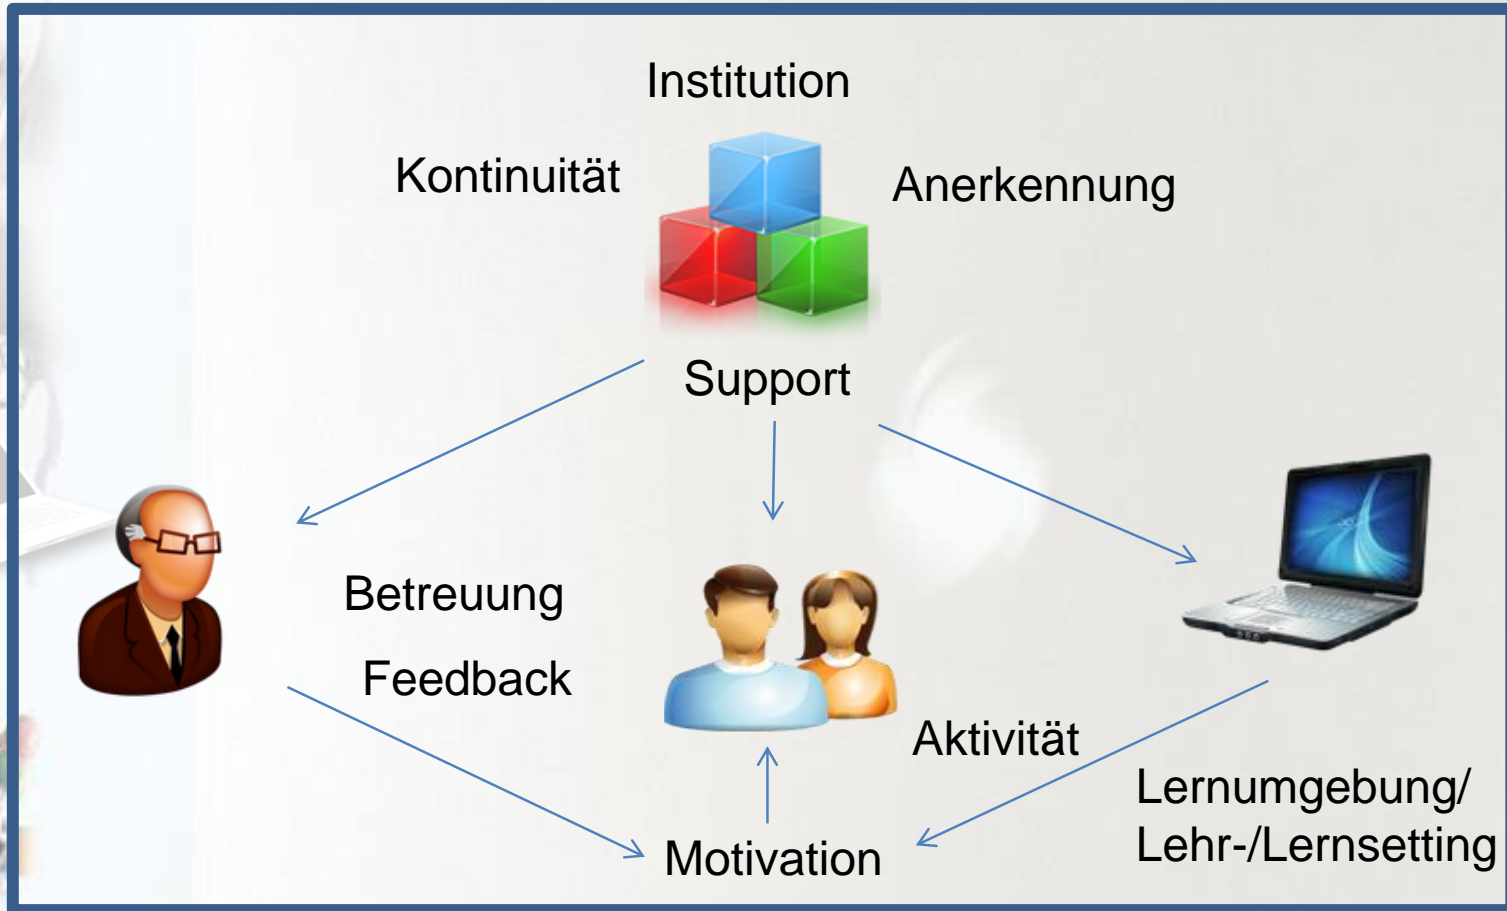 Institution
Kontinuität
Anerkennung
Support
Betreuung
Feedback
Aktivität
Lernumgebung/
Lehr-/Lernsetting
Motivation